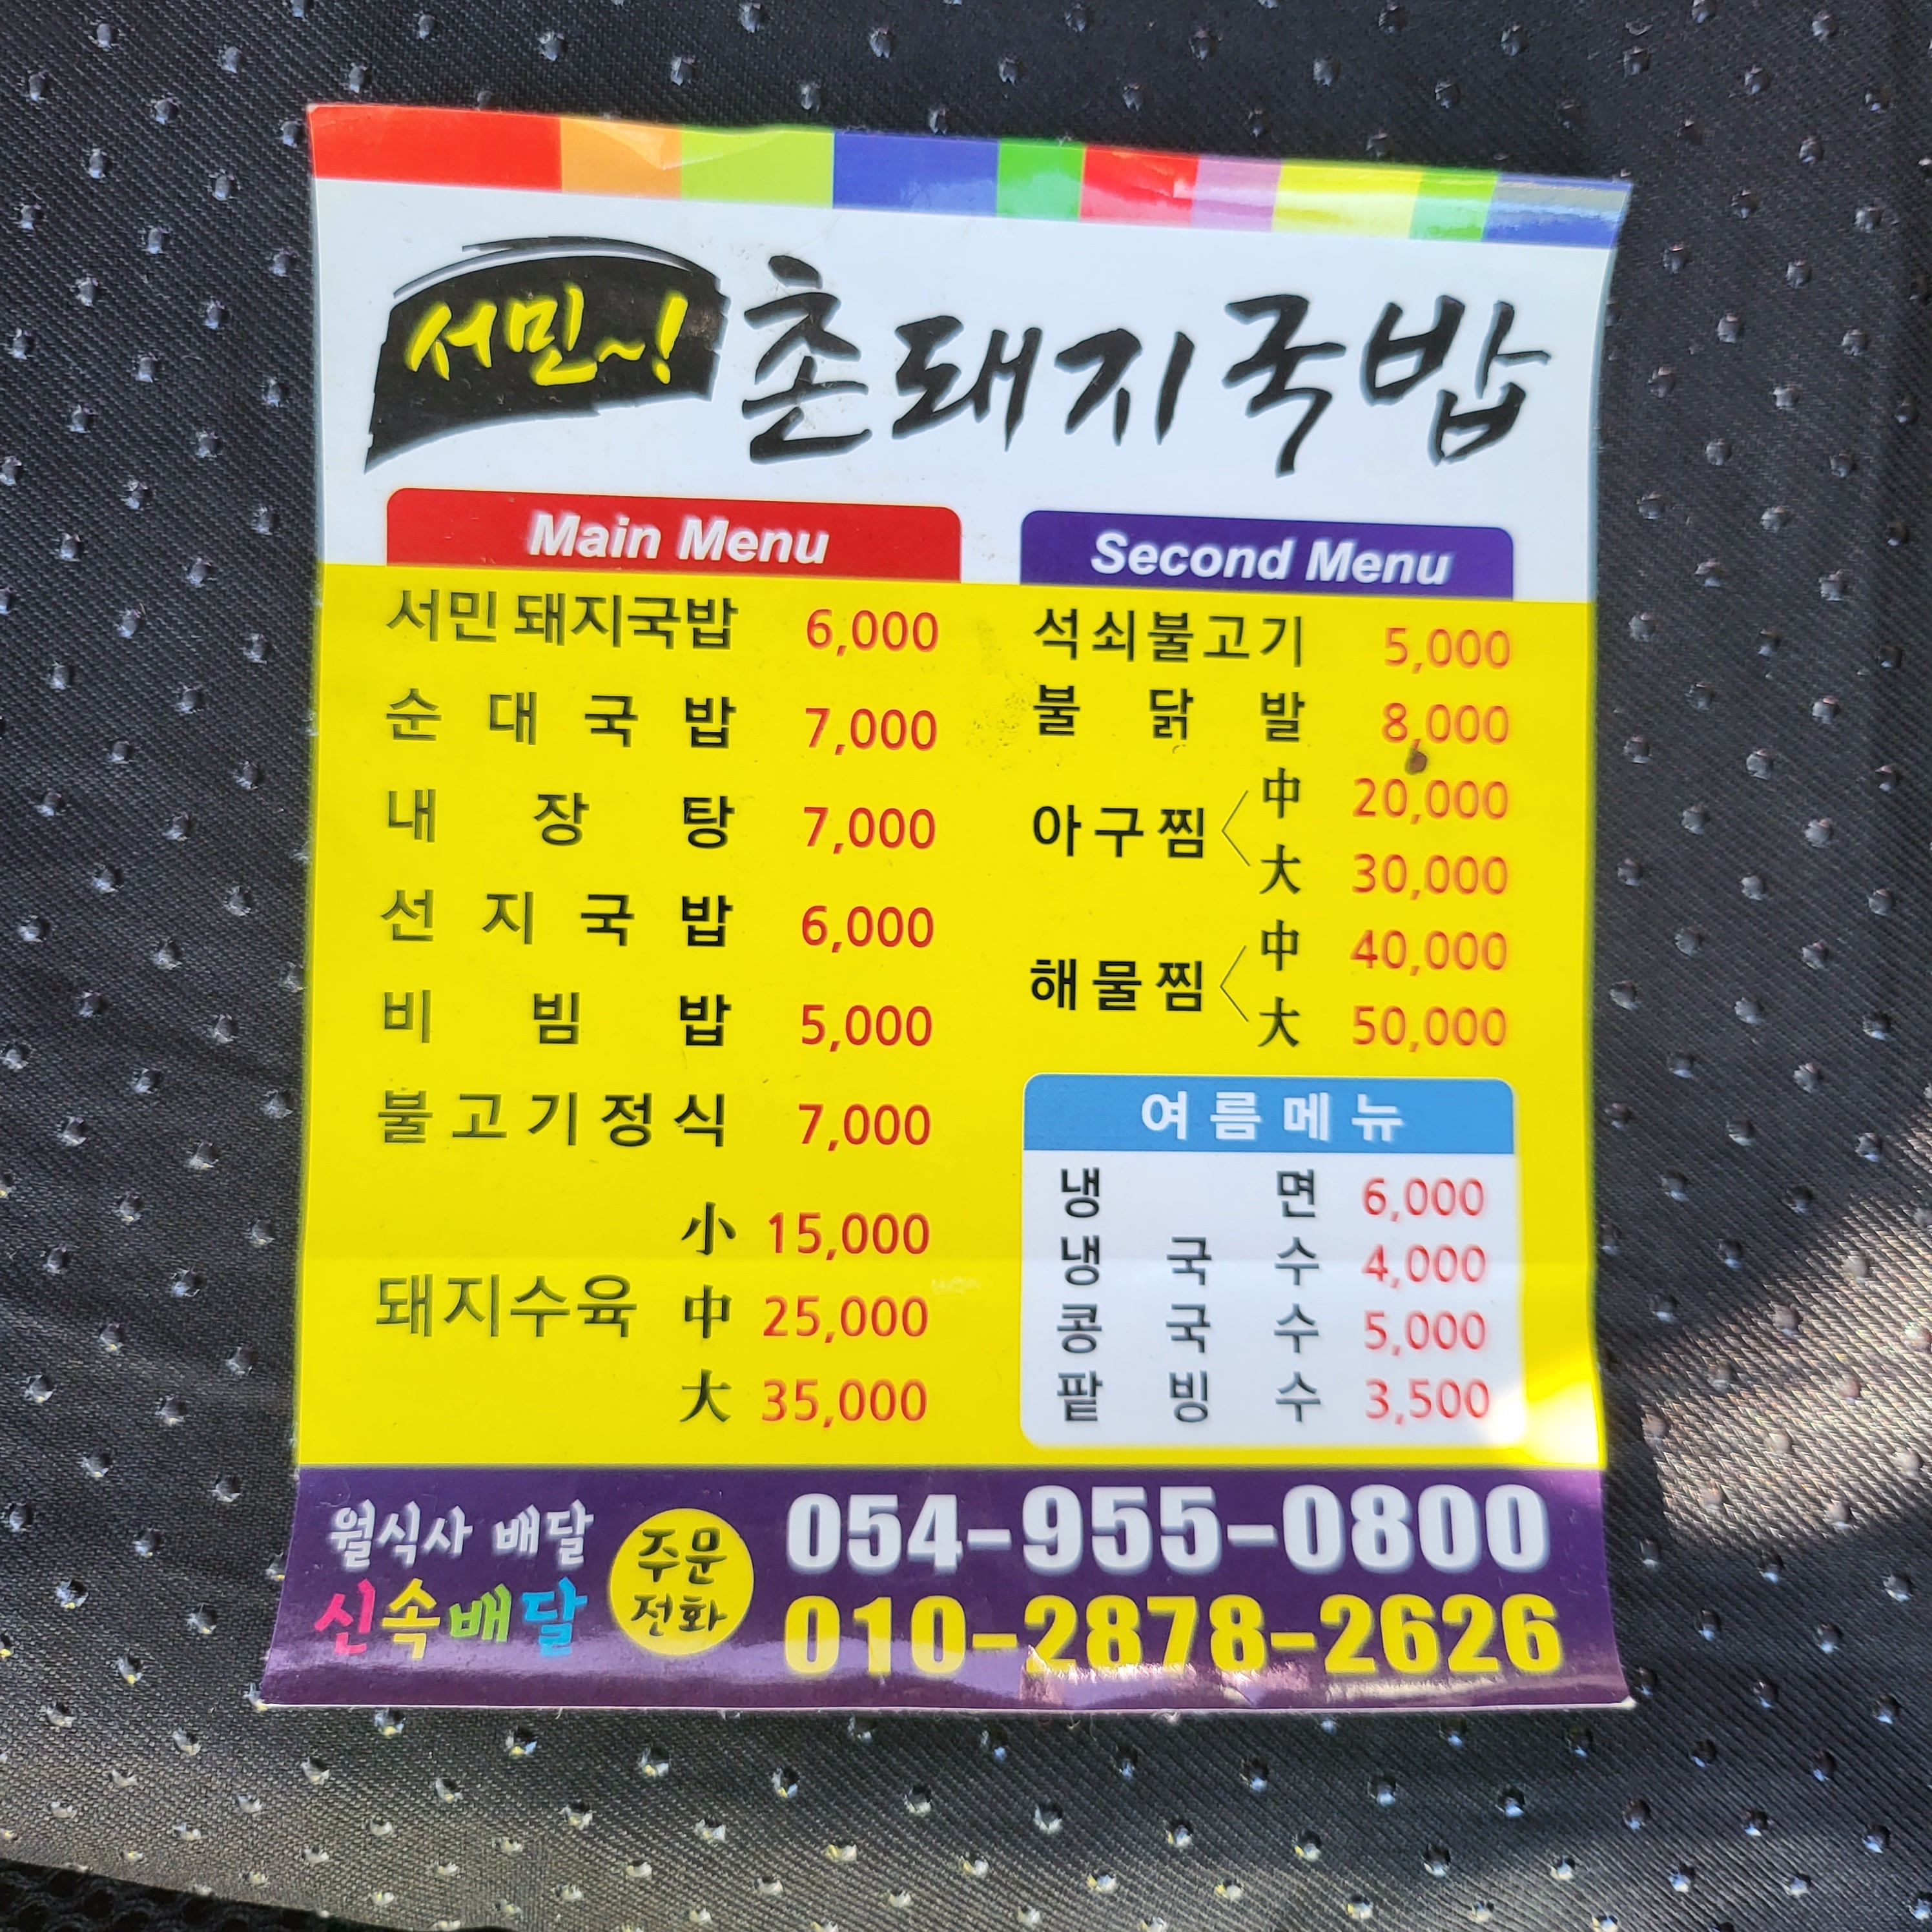 서민~! 촌돼지국밥
Main Menu
서민 돼지국밥 6,000
순대국밥 7,000
내장탕 7,000
선지국밥 6,000
비빔밥 5,000
불고기정식 7,000
돼지수육 小 15,000
中 25,000
大 35,000
Second Menu
석쇠불고기 5,000
불닭발 8,000
아구찜 中 20,000
大 30,000
해물찜 中 40,000
大 50,000
여름메뉴
냉면 6,000
냉국수 4,000
콩국수 5,000
팥빙수 3,500
월식사 배달
신속배달
주문
전화
054-955-0800
010-2878-2626